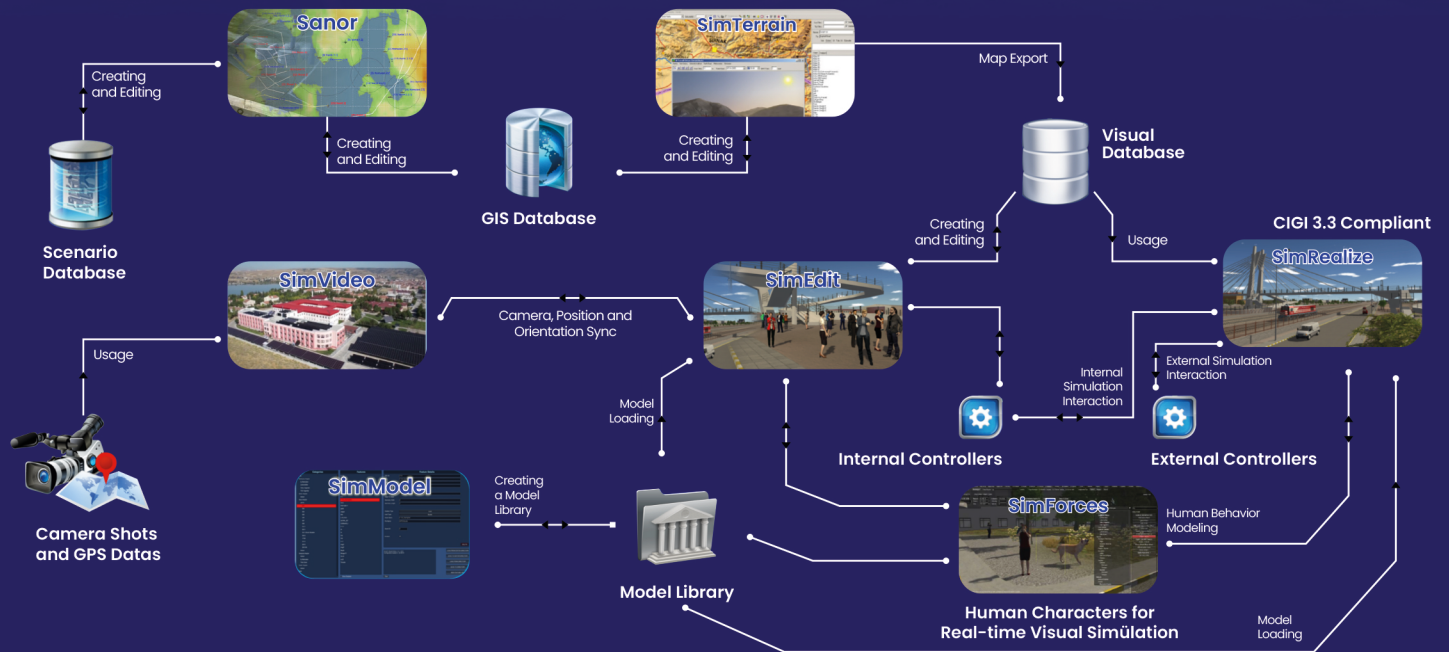 Sanor
SimTerrain
Creating
and Editing
Map Export
Creating
and Editing
Creating
and Editing
Visual
Database
GIS Database
Scenario
Database
Creating
and Editing
Usage
CIGI 3.3 Compliant
SimVideo
SimEdit
SimRealize
Camera, Position and
Orientation Sync
Usage
External Simulation
Interaction
Internal
Simulation
Interaction
Model
Loading
Internal Controllers
External Controllers
SimModel
Creating
a Model
Library
SimForces
Human Behavior
Modeling
Camera Shots
and GPS Datas
Model Library
Human Characters for
Real-time Visual Simülation
Model
Loading